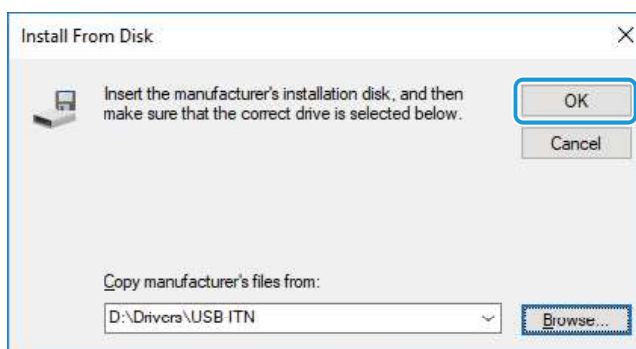 Install From Disk
Insert the manufacturer's installation disk, and then
make sure that the correct drive is selected below.
OK
Cancel
Copy manufacturer's files from:
D:\Drivers\USB ITN
Browse...